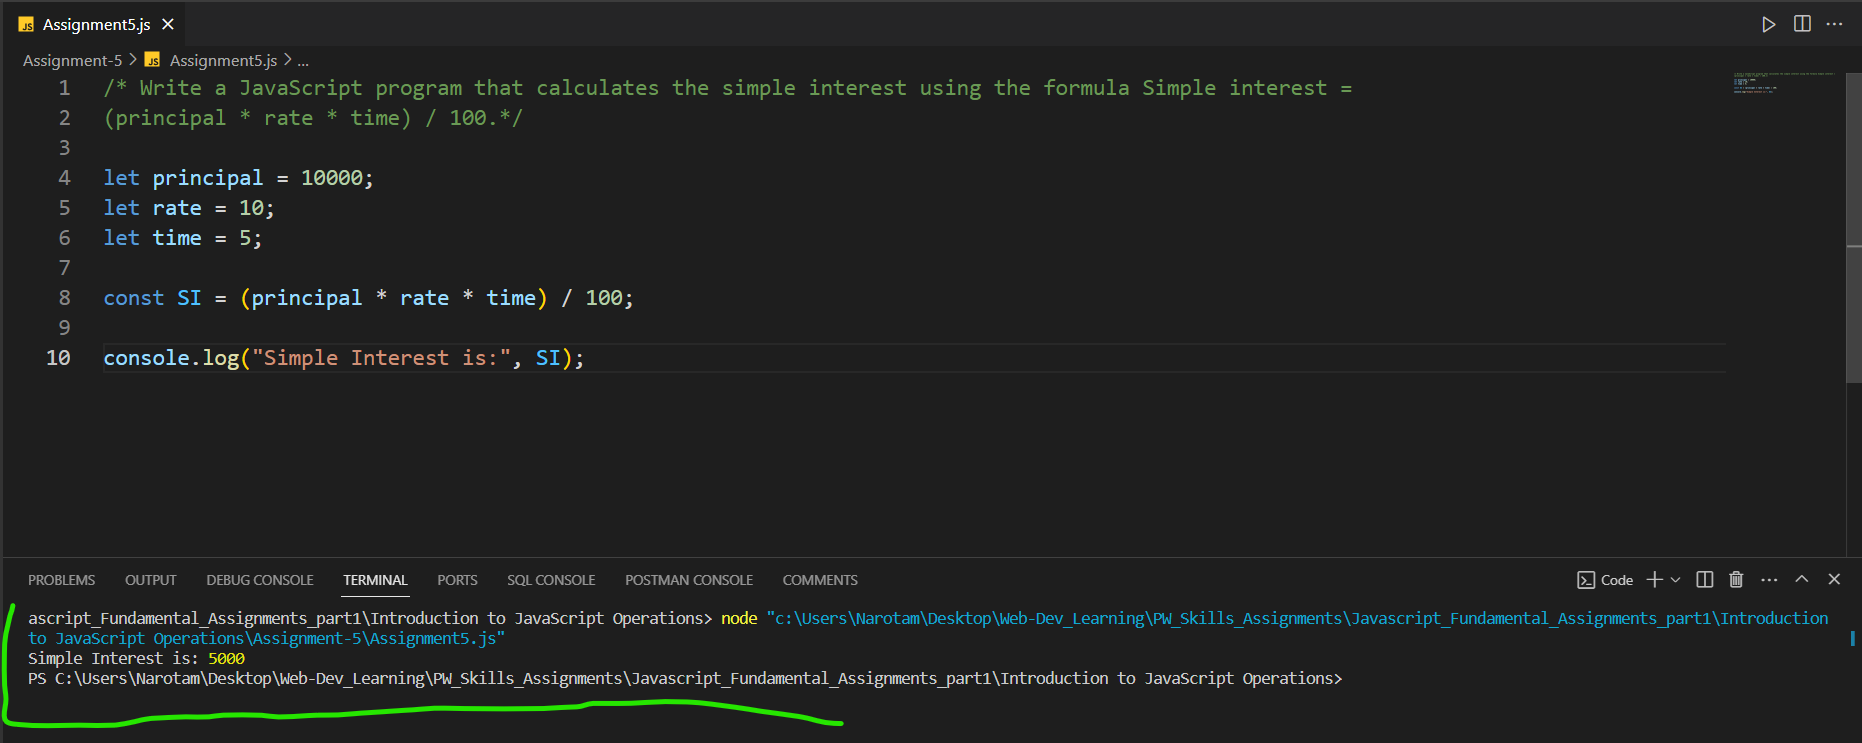 JS Assignment5.js ×
Assignment-5 > JS Assignment5.js > ...
1 /* Write a JavaScript program that calculates the simple interest using the formula Simple interest =
2 (principal * rate * time) / 100.*/
3
4 let principal = 10000;
5 let rate = 10;
6 let time = 5;
7
8 const SI = (principal * rate * time) / 100;
9
10 console.log("Simple Interest is:", SI);
PROBLEMS OUTPUT DEBUG CONSOLE TERMINAL PORTS SQL CONSOLE POSTMAN CONSOLE COMMENTS Code
ascript_Fundamental_Assignments_part1\Introduction to JavaScript Operations> node "c:\Users\Narotam\Desktop\Web-Dev_Learning\PW_Skills_Assignments\Javascript_Fundamental_Assignments_part1\Introduction
to JavaScript Operations\Assignment-5\Assignment5.js"
Simple Interest is: 5000
PS C:\Users\Narotam\Desktop\Web-Dev_Learning\PW_Skills_Assignments\Javascript_Fundamental_Assignments_part1\Introduction to JavaScript Operations>